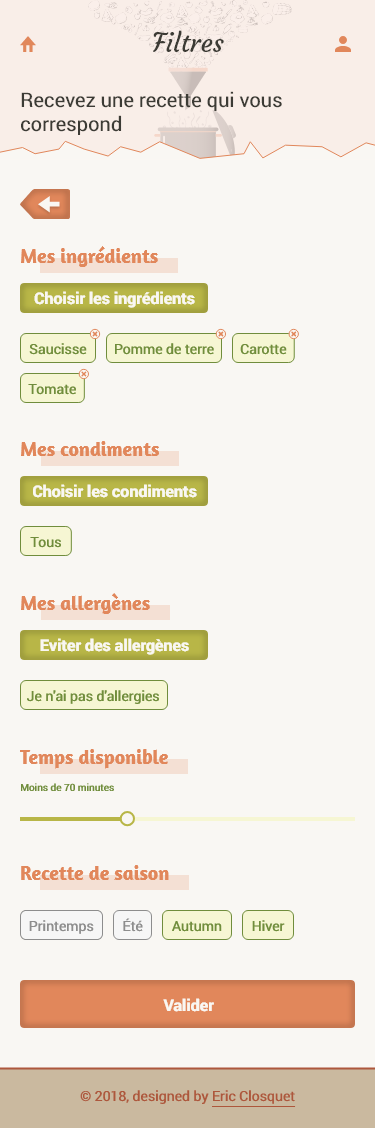 Filtres
Recevez une recette qui vous
correspond
Mes ingrédients
Choisir les ingrédients
Saucisse Pomme de terre Carotte
Tomate
Mes condiments
Choisir les condiments
Tous
Mes allergènes
Eviter des allergènes
Je n'ai pas d'allergies
Temps disponible
Moins de 70 minutes
Recette de saison
Printemps Été Autumn Hiver
Valider
© 2018, designed by Eric Closquet